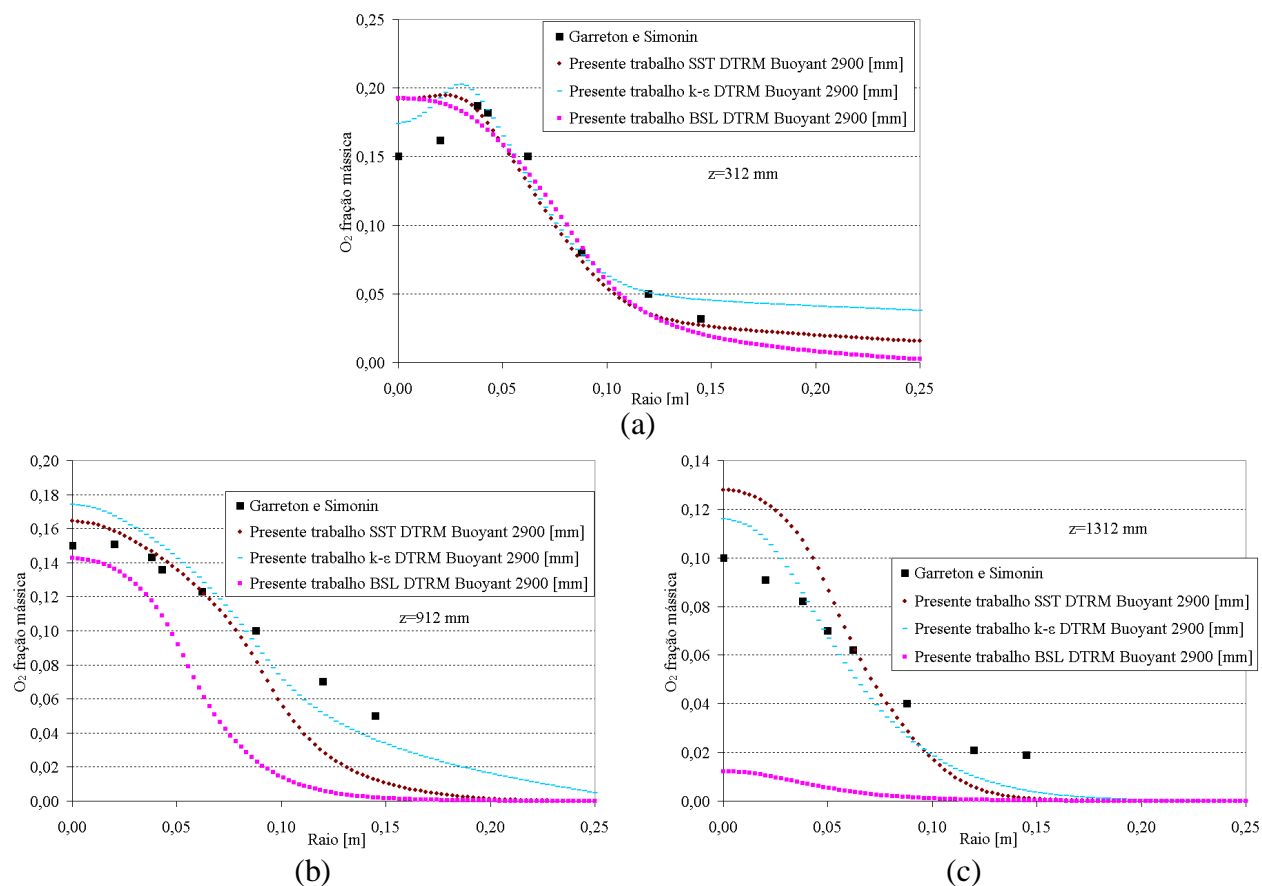 0,25
0,20
0,15
0,10
0,05
0,00
O₂ fração mássica
Garreton e Simonin
Presente trabalho SST DTRM Buoyant 2900 [mm]
Presente trabalho k-ε DTRM Buoyant 2900 [mm]
Presente trabalho BSL DTRM Buoyant 2900 [mm]
z=312 mm
0,00 0,05 0,10 0,15 0,20 0,25
Raio [m]
(a)
0,20
0,18
0,16
0,14
0,12
0,10
0,08
0,06
0,04
0,02
0,00
O₂ fração mássica
Garreton e Simonin
Presente trabalho SST DTRM Buoyant 2900 [mm]
Presente trabalho k-ε DTRM Buoyant 2900 [mm]
Presente trabalho BSL DTRM Buoyant 2900 [mm]
z=912 mm
0,00 0,05 0,10 0,15 0,20 0,25
Raio [m]
(b)
0,14
0,12
0,10
0,08
0,06
0,04
0,02
0,00
O₂ fração mássica
z=1312 mm
Garreton e Simonin
Presente trabalho SST DTRM Buoyant 2900 [mm]
Presente trabalho k-ε DTRM Buoyant 2900 [mm]
Presente trabalho BSL DTRM Buoyant 2900 [mm]
0,00 0,05 0,10 0,15 0,20 0,25
Raio [m]
(c)